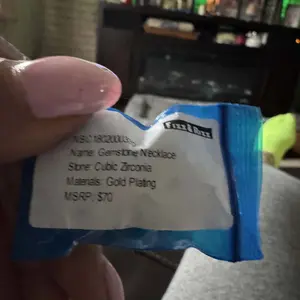 Name: Gemstone Necklace
Stone: Cubic Zirconia
Materials: Gold Plating
MSRP: $70